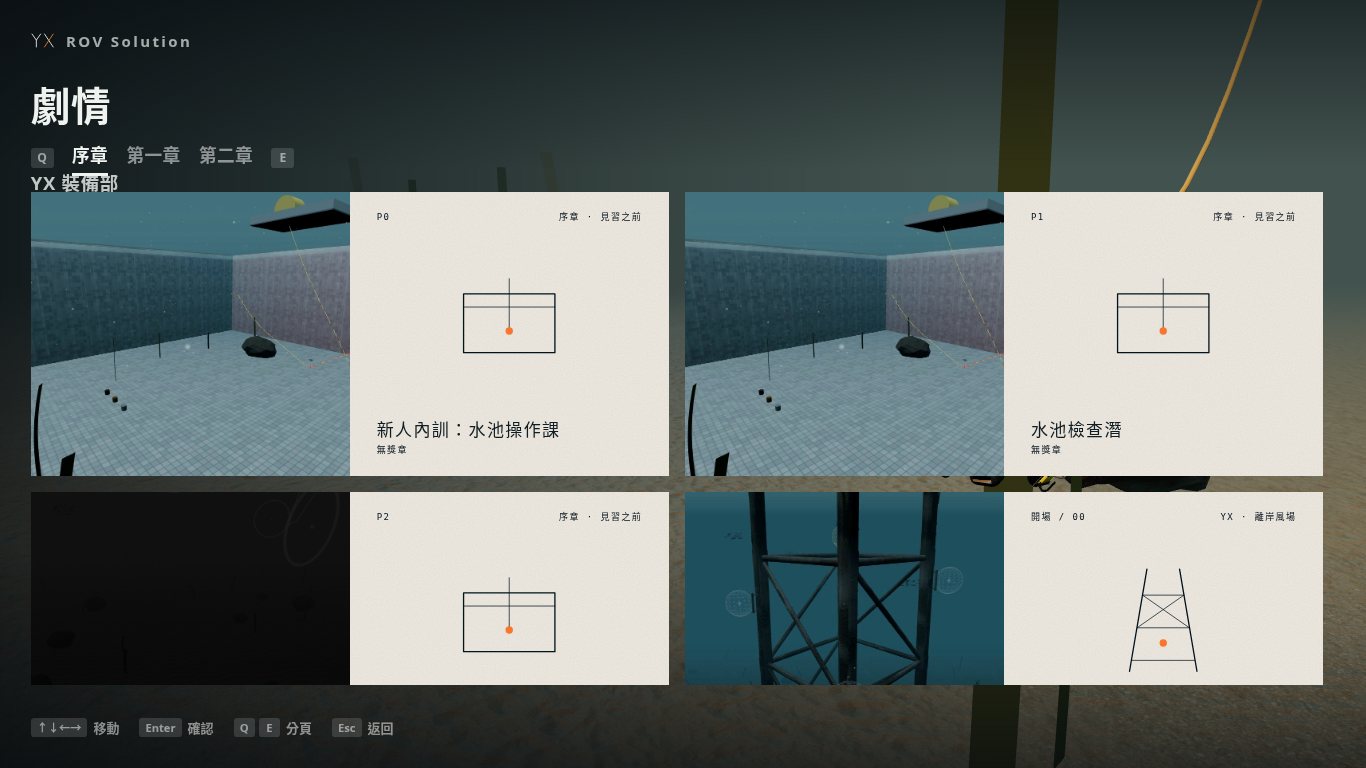 YX ROV Solution
劇情
Q 序章 第一章 第二章 E
YX 裝備部
P0 序章 · 見習之前
新人內訓：水池操作課
無獎章
P1 序章 · 見習之前
水池檢查潛
無獎章
P2 序章 · 見習之前
開場 / 00 YX · 離岸風場
↑↓←→ 移動 Enter 確認 Q E 分頁 Esc 返回